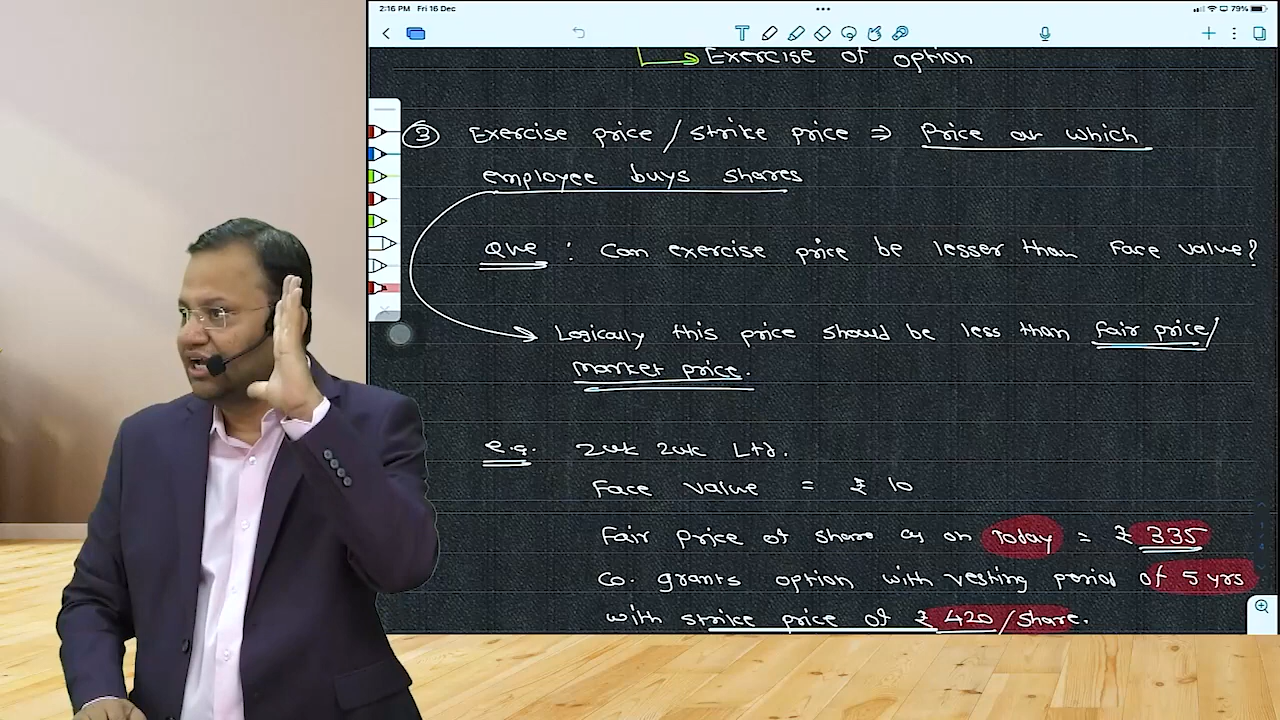 2:16 PM Fri 16 Dec
79%
Exercise of option
③ Exercise price / strike price ⇒ Price at which
employee buys shares
Que : Can exercise price be lesser than Face value?
Logically this price should be less than fair price/
market price.
e.g. Zuk Zuk Ltd.
Face value = ₹ 10
Fair price of share as on Today = ₹ 335
Co. grants option with vesting period of 5 yrs
with strike price of ₹ 420/share.